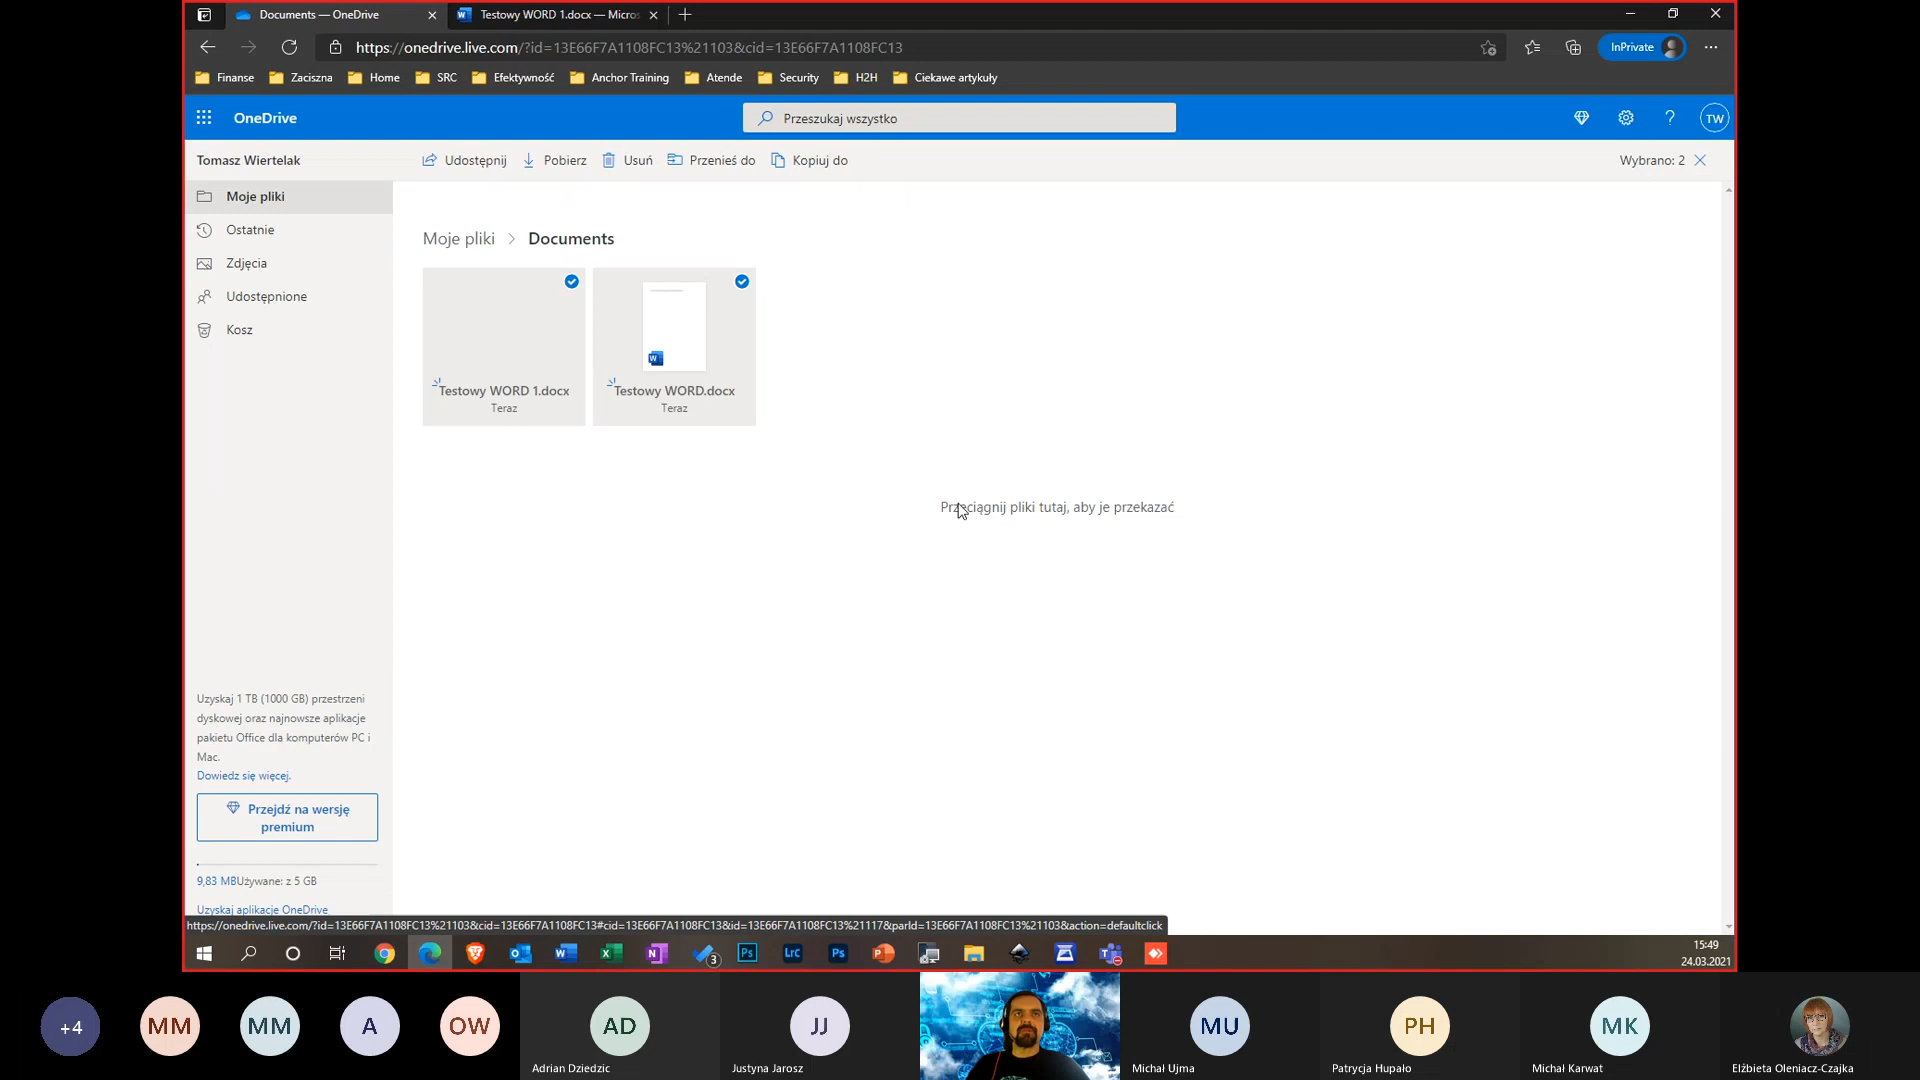 Documents — OneDrive
Testowy WORD 1.docx — Micros
https://onedrive.live.com/?id=13E66F7A1108FC13%21103&cid=13E66F7A1108FC13
InPrivate
Finanse
Zaciszna
Home
SRC
Efektywność
Anchor Training
Atende
Security
H2H
Ciekawe artykuły
OneDrive
Przeszukaj wszystko
TW
Tomasz Wiertelak
Udostępnij
Pobierz
Usuń
Przenieś do
Kopiuj do
Wybrano: 2
Moje pliki
Ostatnie
Zdjęcia
Udostępnione
Kosz
Moje pliki
Documents
Testowy WORD 1.docx
Teraz
W
Testowy WORD.docx
Teraz
Przeciągnij pliki tutaj, aby je przekazać
Uzyskaj 1 TB (1000 GB) przestrzeni
dyskowej oraz najnowsze aplikacje
pakietu Office dla komputerów PC i
Mac.
Dowiedz się więcej.
Przejdź na wersję
premium
9,83 MBUżywane: z 5 GB
Uzyskaj aplikacje OneDrive
https://onedrive.live.com/?id=13E66F7A1108FC13%21103&cid=13E66F7A1108FC13#cid=13E66F7A1108FC13&id=13E66F7A1108FC13%21117&parId=13E66F7A1108FC13%21103&action=defaultclick
3
Ps
LrC
Ps
15:49
24.03.2021
+4
MM
MM
A
OW
AD
Adrian Dziedzic
JJ
Justyna Jarosz
MU
Michał Ujma
PH
Patrycja Hupało
MK
Michał Karwat
Elżbieta Oleniacz-Czajka